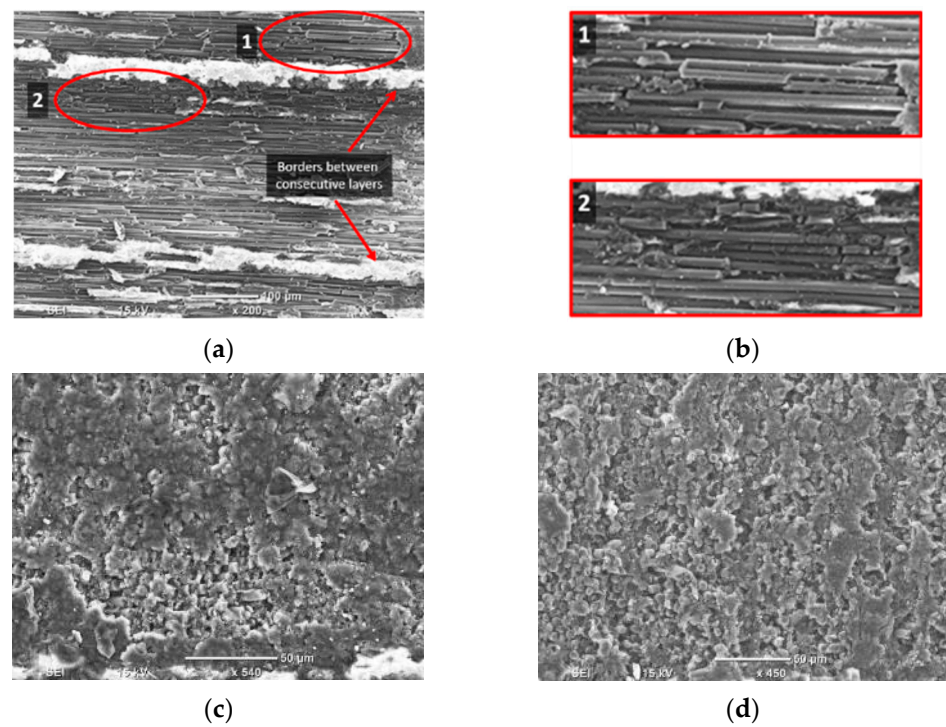 1
2
Borders between
consecutive layers
100 µm
SEI 15 kV x 200
1
2
(a) (b)
50 µm
SEI 15 kV x 540
50 µm
SEI 15 kV x 450
(c) (d)